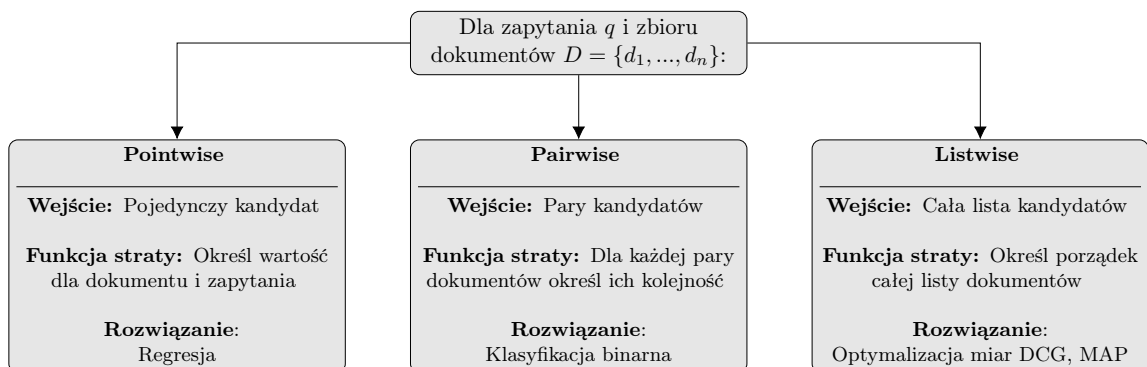 Dla zapytania q i zbioru
dokumentów D = {d₁, ..., dₙ}:
Pointwise
Wejście: Pojedynczy kandydat
Funkcja straty: Określ wartość
dla dokumentu i zapytania
Rozwiązanie:
Regresja
Pairwise
Wejście: Pary kandydatów
Funkcja straty: Dla każdej pary
dokumentów określ ich kolejność
Rozwiązanie:
Klasyfikacja binarna
Listwise
Wejście: Cała lista kandydatów
Funkcja straty: Określ porządek
całej listy dokumentów
Rozwiązanie:
Optymalizacja miar DCG, MAP